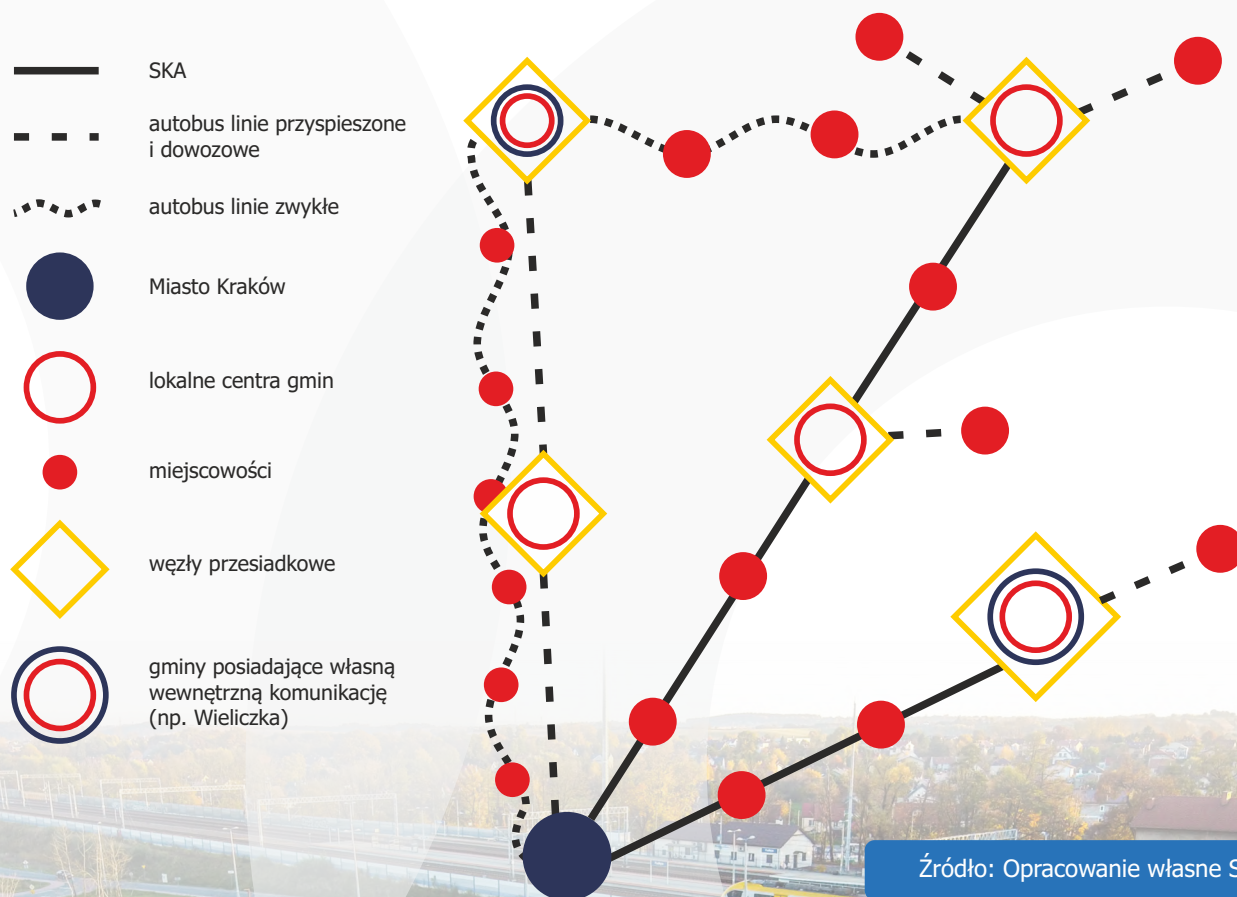 SKA
autobus linie przyspieszone
i dowozowe
autobus linie zwykłe
Miasto Kraków
lokalne centra gmin
miejscowości
węzły przesiadkowe
gminy posiadające własną
wewnętrzną komunikację
(np. Wieliczka)
Źródło: Opracowanie własne S